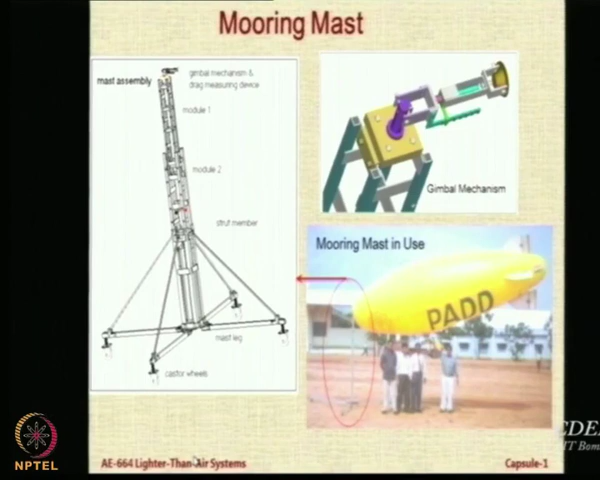 Mooring Mast
mast assembly
gimbal mechanism &
drag measuring device
module 1
module 2
strut member
mast leg
castor wheels
Gimbal Mechanism
Mooring Mast in Use
PADD
NPTEL
AE-664 Lighter-Than-Air Systems
Capsule-1